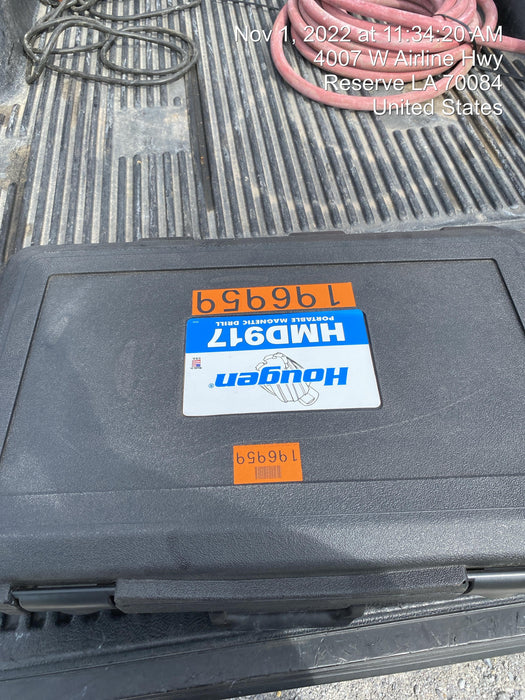 Nov 1, 2022 at 11:34:20 AM
4007 W Airline Hwy
Reserve LA 70084
United States
196959
Hougen®
HMD917
PORTABLE MAGNETIC DRILL
196959